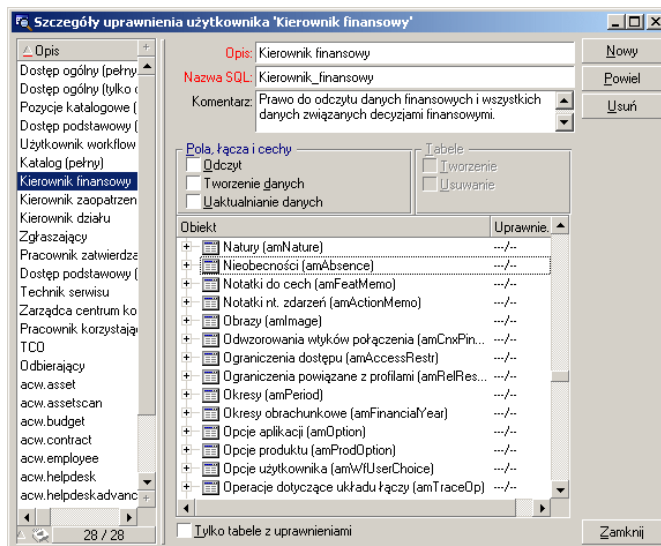 Szczegóły uprawnienia użytkownika 'Kierownik finansowy'
Opis
Dostęp ogólny (pełny
Dostęp ogólny (tylko
Pozycje katalogowe (
Dostęp podstawowy (
Użytkownik workflow
Katalog (pełny)
Kierownik finansowy
Kierownik zaopatrzen
Kierownik działu
Zgłaszający
Pracownik zatwierdza
Dostęp podstawowy (
Technik serwisu
Zarządca centrum ko
Pracownik korzystają
TCO
Odbierający
acw.asset
acw.assetscan
acw.budget
acw.contract
acw.employee
acw.helpdesk
acw.helpdeskadvanc
28 / 28
Opis: Kierownik finansowy
Nazwa SQL: Kierownik_finansowy
Komentarz: Prawo do odczytu danych finansowych i wszystkich
danych związanych decyzjami finansowymi.
Pola, łącza i cechy
Odczyt
Tworzenie danych
Uaktualnianie danych
Tabele
Tworzenie
Usuwanie
Obiekt Uprawnie.
Natury (amNature) ---/--
Nieobecności (amAbsence) ---/--
Notatki do cech (amFeatMemo) ---/--
Notatki nt. zdarzeń (amActionMemo) ---/--
Obrazy (amImage) ---/--
Odwzorowania wtyków połączenia (amCnxPin... ---/--
Ograniczenia dostępu (amAccessRestr) ---/--
Ograniczenia powiązane z profilami (amRelRes... ---/--
Okresy (amPeriod) ---/--
Okresy obrachunkowe (amFinancialYear) ---/--
Opcje aplikacji (amOption) ---/--
Opcje produktu (amProdOption) ---/--
Opcje użytkownika (amWfUserChoice) ---/--
Operacje dotyczące układu łączy (amTraceOp) ---/--
Tylko tabele z uprawnieniami
Nowy
Powiel
Usuń
Zamknij